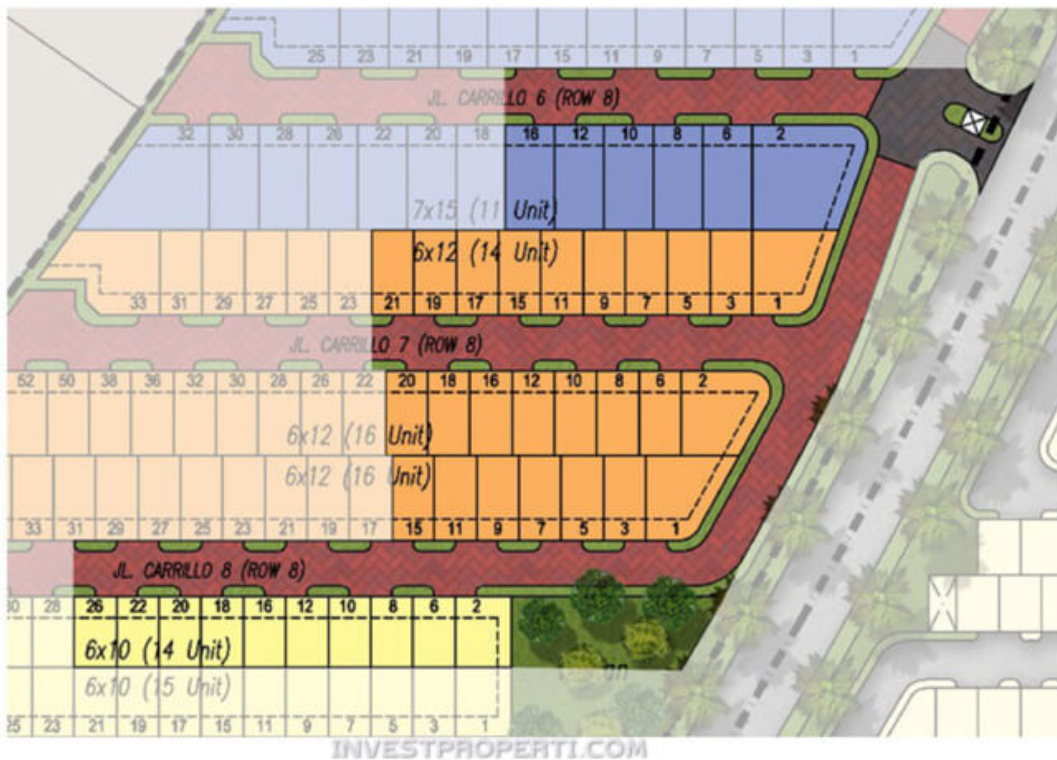 25 23 21 19 17 15 11 9 7 5 3 1
JL. CARRILLO 6 (ROW 8)
32 30 28 26 22 20 18 16 12 10 8 6 2
7x15 (11 Unit)
6x12 (14 Unit)
33 31 29 27 25 23 21 19 17 15 11 9 7 5 3 1
JL. CARRILLO 7 (ROW 8)
52 50 38 36 32 30 28 26 22 20 18 16 12 10 8 6 2
6x12 (16 Unit)
6x12 (16 Unit)
33 31 29 27 25 23 21 19 17 15 11 9 7 5 3 1
JL. CARRILLO 8 (ROW 8)
28 26 22 20 18 16 12 10 8 6 2
6x10 (14 Unit)
6x10 (15 Unit)
25 23 21 19 17 15 11 9 7 5 3 1
INVESTPROPERTI.COM